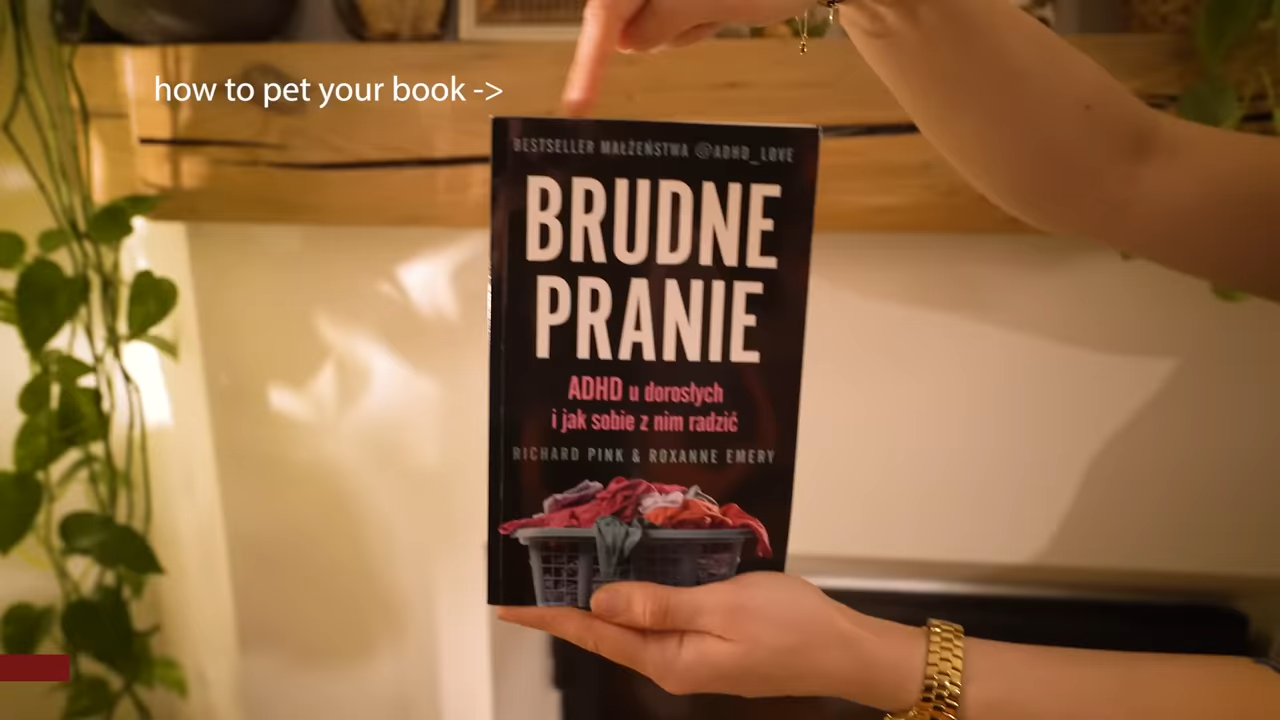 how to pet your book ->
BESTSELLER MAŁŻEŃSTWA @ADHD_LOVE
BRUDNE
PRANIE
ADHD u dorosłych
i jak sobie z nim radzić
RICHARD PINK & ROXANNE EMERY